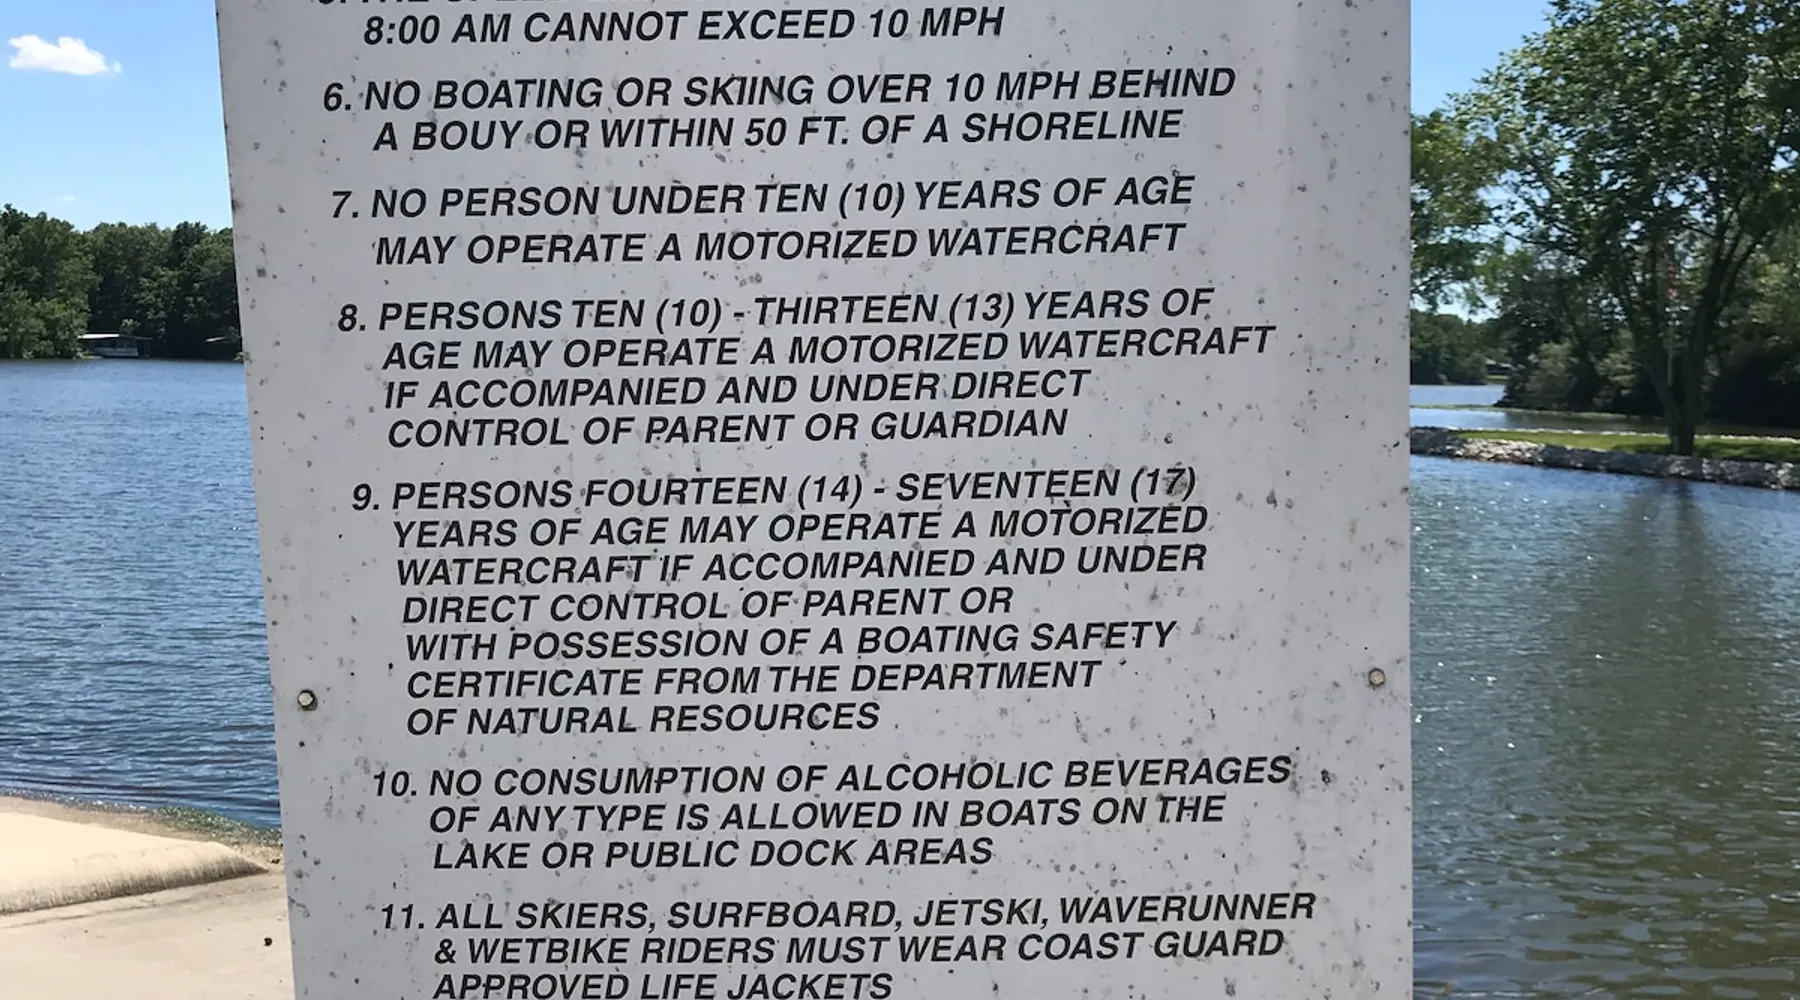 8:00 AM CANNOT EXCEED 10 MPH
6. NO BOATING OR SKIING OVER 10 MPH BEHIND
A BOUY OR WITHIN 50 FT. OF A SHORELINE
7. NO PERSON UNDER TEN (10) YEARS OF AGE
MAY OPERATE A MOTORIZED WATERCRAFT
8. PERSONS TEN (10) - THIRTEEN (13) YEARS OF
AGE MAY OPERATE A MOTORIZED WATERCRAFT
IF ACCOMPANIED AND UNDER DIRECT
CONTROL OF PARENT OR GUARDIAN
9. PERSONS FOURTEEN (14) - SEVENTEEN (17)
YEARS OF AGE MAY OPERATE A MOTORIZED
WATERCRAFT IF ACCOMPANIED AND UNDER
DIRECT CONTROL OF PARENT OR
WITH POSSESSION OF A BOATING SAFETY
CERTIFICATE FROM THE DEPARTMENT
OF NATURAL RESOURCES
10. NO CONSUMPTION OF ALCOHOLIC BEVERAGES
OF ANY TYPE IS ALLOWED IN BOATS ON THE
LAKE OR PUBLIC DOCK AREAS
11. ALL SKIERS, SURFBOARD, JETSKI, WAVERUNNER
& WETBIKE RIDERS MUST WEAR COAST GUARD
APPROVED LIFE JACKETS